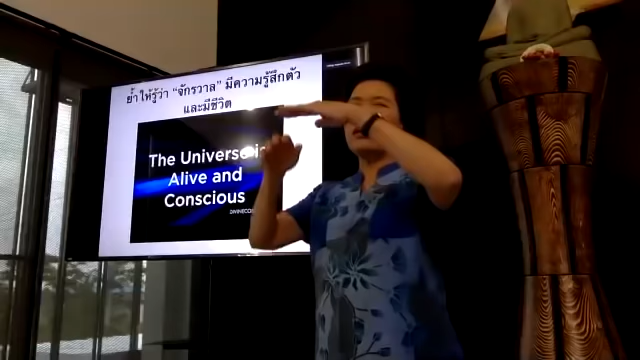 ย้ำให้รู้ว่า “จักรวาล” มีความรู้สึกตัว
และมีชีวิต
The Universe is
Alive and
Conscious